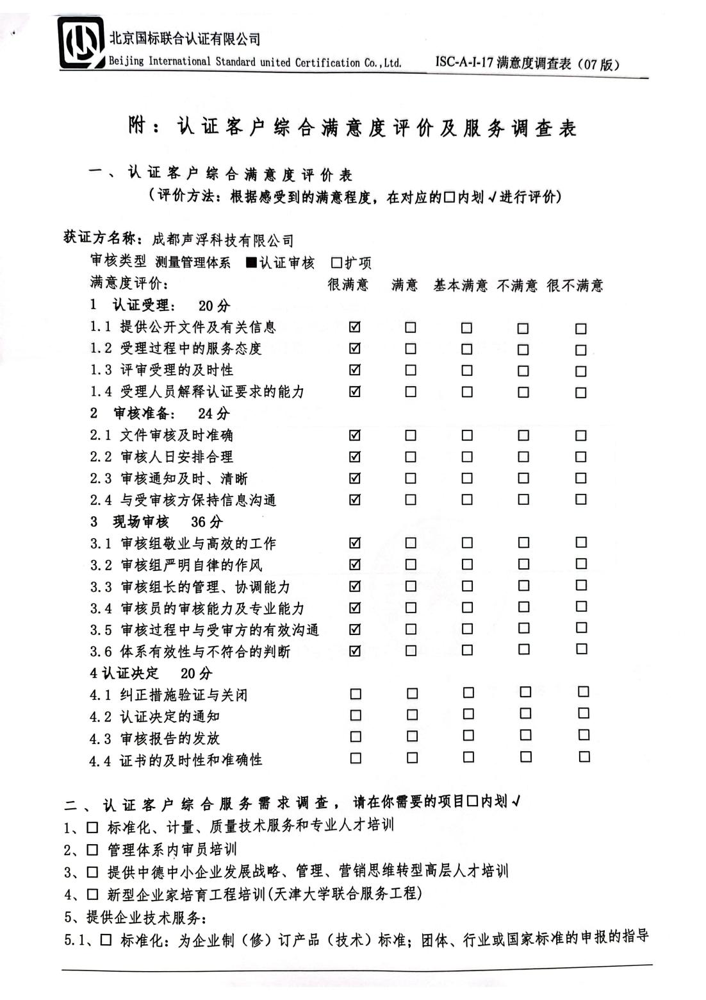 北京国标联合认证有限公司
Beijing International Standard united Certification Co.,Ltd. ISC-A-I-17 满意度调查表（07 版）
附：认证客户综合满意度评价及服务调查表
一、认证客户综合满意度评价表
（评价方法：根据感受到的满意程度，在对应的□内划√进行评价）
获证方名称：成都声浮科技有限公司
审核类型 测量管理体系 ■认证审核 □扩项
满意度评价： 很满意 满意 基本满意 不满意 很不满意
1 认证受理： 20 分
1.1 提供公开文件及有关信息 ☑ □ □ □ □
1.2 受理过程中的服务态度 ☑ □ □ □ □
1.3 评审受理的及时性 ☑ □ □ □ □
1.4 受理人员解释认证要求的能力 ☑ □ □ □ □
2 审核准备： 24 分
2.1 文件审核及时准确 ☑ □ □ □ □
2.2 审核人日安排合理 ☑ □ □ □ □
2.3 审核通知及时、清晰 ☑ □ □ □ □
2.4 与受审核方保持信息沟通 ☑ □ □ □ □
3 现场审核 36 分
3.1 审核组敬业与高效的工作 ☑ □ □ □ □
3.2 审核组严明自律的作风 ☑ □ □ □ □
3.3 审核组长的管理、协调能力 ☑ □ □ □ □
3.4 审核员的审核能力及专业能力 ☑ □ □ □ □
3.5 审核过程中与受审方的有效沟通 ☑ □ □ □ □
3.6 体系有效性与不符合的判断 ☑ □ □ □ □
4 认证决定 20 分
4.1 纠正措施验证与关闭 □ □ □ □ □
4.2 认证决定的通知 □ □ □ □ □
4.3 审核报告的发放 □ □ □ □ □
4.4 证书的及时性和准确性 □ □ □ □ □
二、认证客户综合服务需求调查，请在你需要的项目□内划√
1、□ 标准化、计量、质量技术服务和专业人才培训
2、□ 管理体系内审员培训
3、□ 提供中德中小企业发展战略、管理、营销思维转型高层人才培训
4、□ 新型企业家培育工程培训(天津大学联合服务工程)
5、提供企业技术服务：
5.1、□ 标准化：为企业制（修）订产品（技术）标准；团体、行业或国家标准的申报的指导